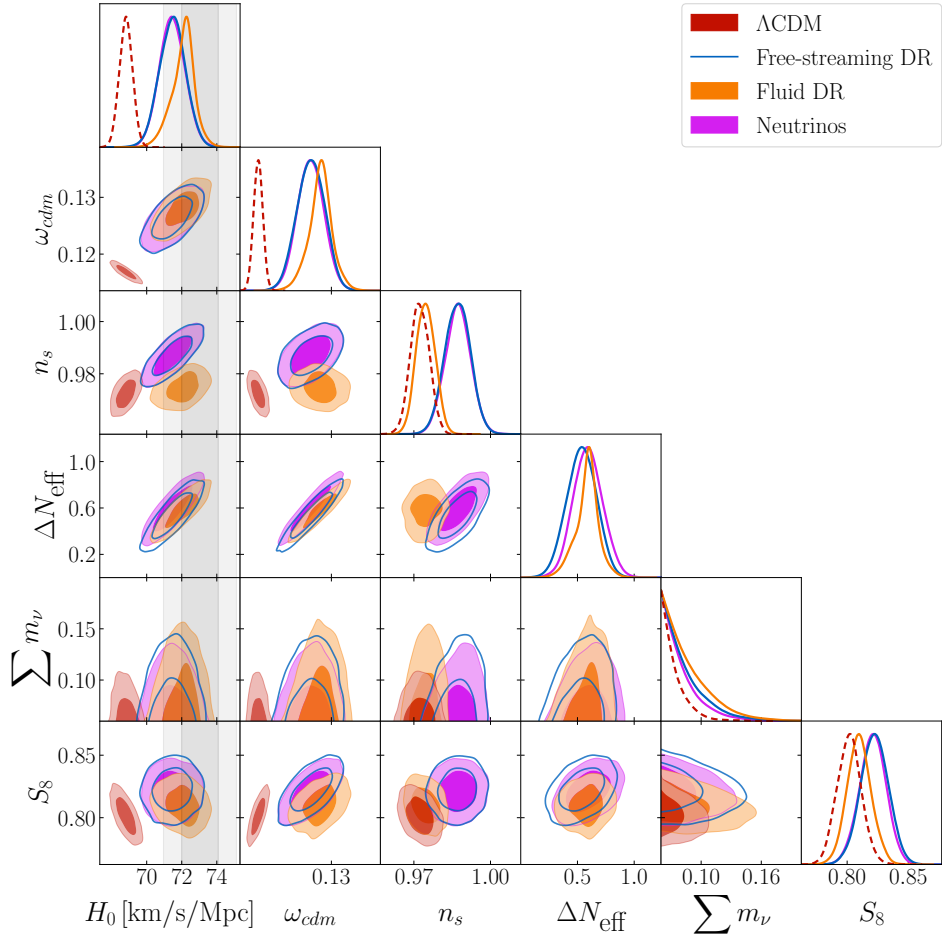 ΛCDM
Free-streaming DR
Fluid DR
Neutrinos
0.13
0.12
ω_cdm
1.00
0.98
n_s
1.0
0.6
0.2
ΔN_eff
0.15
0.10
∑ m_ν
0.85
0.80
S_8
70 72 74 0.13 0.97 1.00 0.5 1.0 0.10 0.16 0.80 0.85
H_0 [km/s/Mpc] ω_cdm n_s ΔN_eff ∑ m_ν S_8